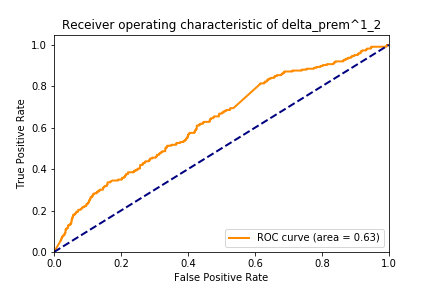 Receiver operating characteristic of delta_prem^1_2
1.0
0.8
0.6
0.4
0.2
0.0
True Positive Rate
ROC curve (area = 0.63)
0.0 0.2 0.4 0.6 0.8 1.0
False Positive Rate